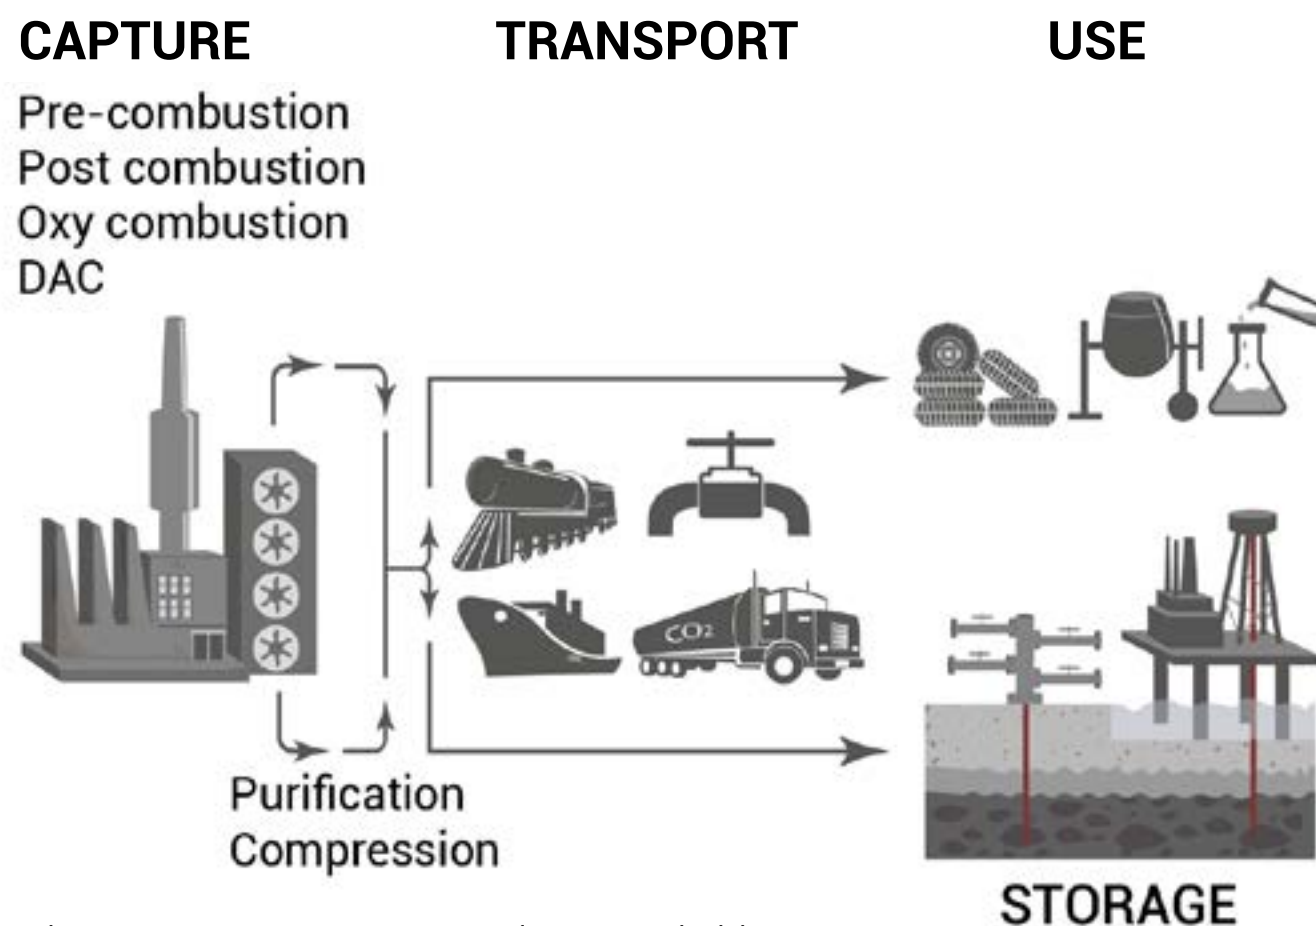 CAPTURE
TRANSPORT
USE
Pre-combustion
Post combustion
Oxy combustion
DAC
CO2
Purification
Compression
STORAGE